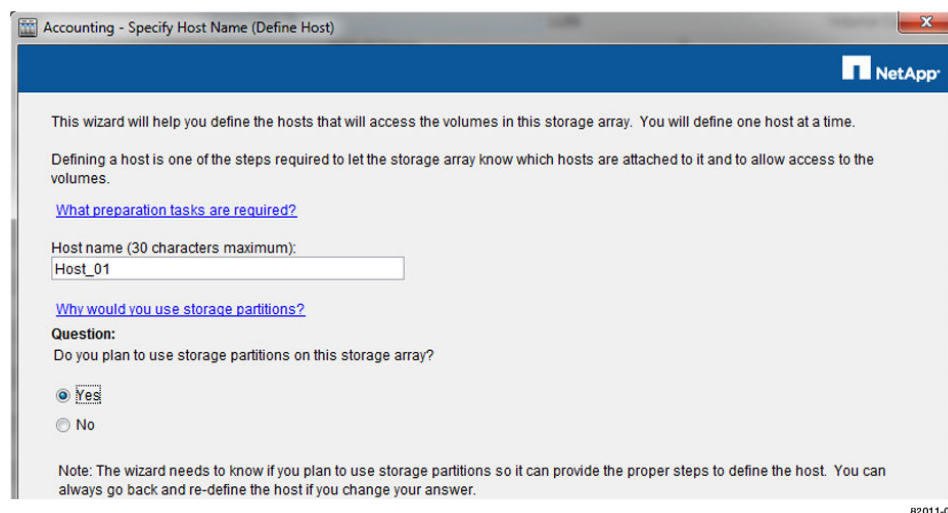 Accounting - Specify Host Name (Define Host)
NetApp
This wizard will help you define the hosts that will access the volumes in this storage array. You will define one host at a time.
Defining a host is one of the steps required to let the storage array know which hosts are attached to it and to allow access to the
volumes.
What preparation tasks are required?
Host name (30 characters maximum):
Host_01
Why would you use storage partitions?
Question:
Do you plan to use storage partitions on this storage array?
Yes
No
Note: The wizard needs to know if you plan to use storage partitions so it can provide the proper steps to define the host. You can
always go back and re-define the host if you change your answer.